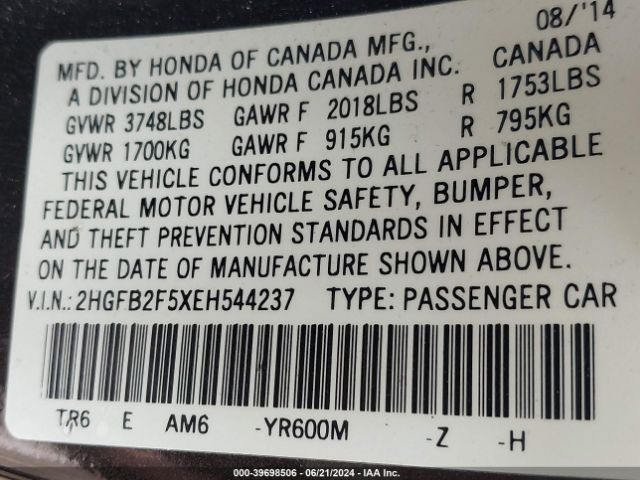 08/'14
MFD. BY HONDA OF CANADA MFG., CANADA
A DIVISION OF HONDA CANADA INC.
GVWR 3748LBS GAWR F 2018LBS R 1753LBS
GVWR 1700KG GAWR F 915KG R 795KG
THIS VEHICLE CONFORMS TO ALL APPLICABLE
FEDERAL MOTOR VEHICLE SAFETY, BUMPER,
AND THEFT PREVENTION STANDARDS IN EFFECT
ON THE DATE OF MANUFACTURE SHOWN ABOVE.
V.I.N.: 2HGFB2F5XEH544237 TYPE: PASSENGER CAR
TR6 E AM6 -YR600M -Z -H
000-39698506 - 06/21/2024 - IAA Inc.